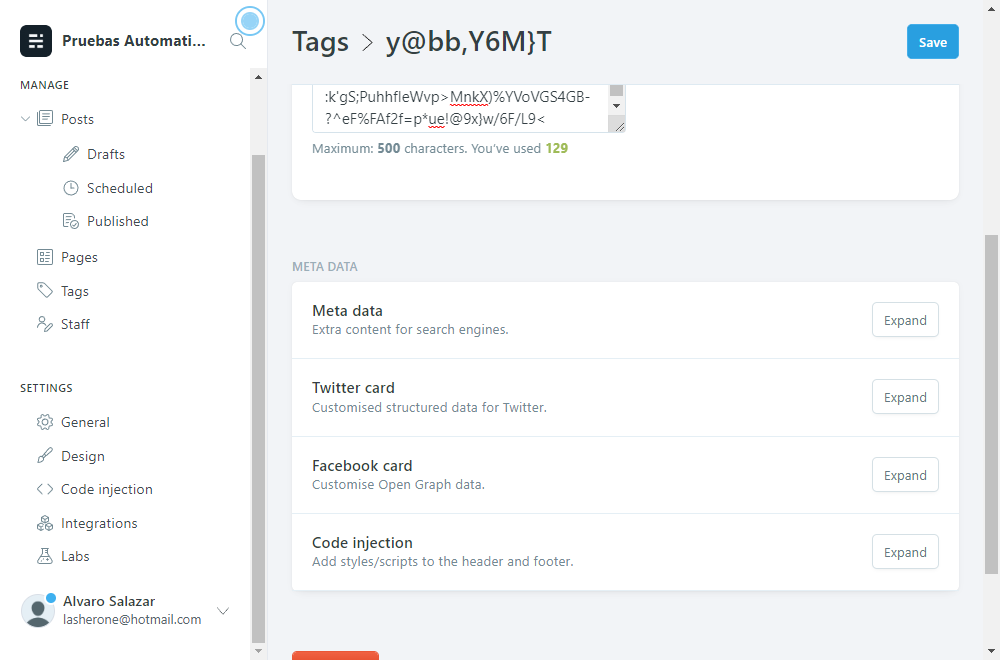 Pruebas Automati...
MANAGE
Posts
Drafts
Scheduled
Published
Pages
Tags
Staff
SETTINGS
General
Design
Code injection
Integrations
Labs
Alvaro Salazar
lasherone@hotmail.com
Tags > y@bb,Y6M}T
Save
:k'gS;PuhhfleWvp>MnkX)%YVoVGS4GB-
?^eF%FAf2f=p*ue!@9x}w/6F/L9<
Maximum: 500 characters. You've used 129
META DATA
Meta data
Extra content for search engines.
Expand
Twitter card
Customised structured data for Twitter.
Expand
Facebook card
Customise Open Graph data.
Expand
Code injection
Add styles/scripts to the header and footer.
Expand